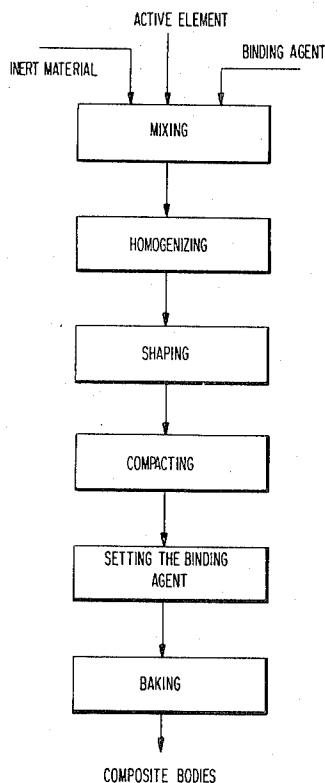 ACTIVE ELEMENT
BINDING AGENT
INERT MATERIAL
MIXING
HOMOGENIZING
SHAPING
COMPACTING
SETTING THE BINDING
AGENT
BAKING
COMPOSITE BODIES